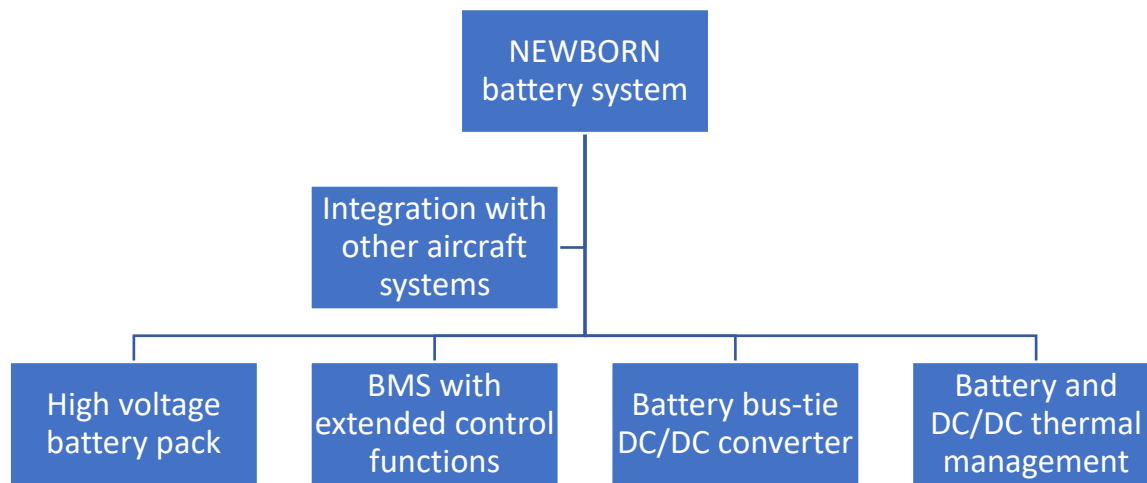 NEWBORN
battery system
Integration with
other aircraft
systems
High voltage
battery pack
BMS with
extended control
functions
Battery bus-tie
DC/DC converter
Battery and
DC/DC thermal
management